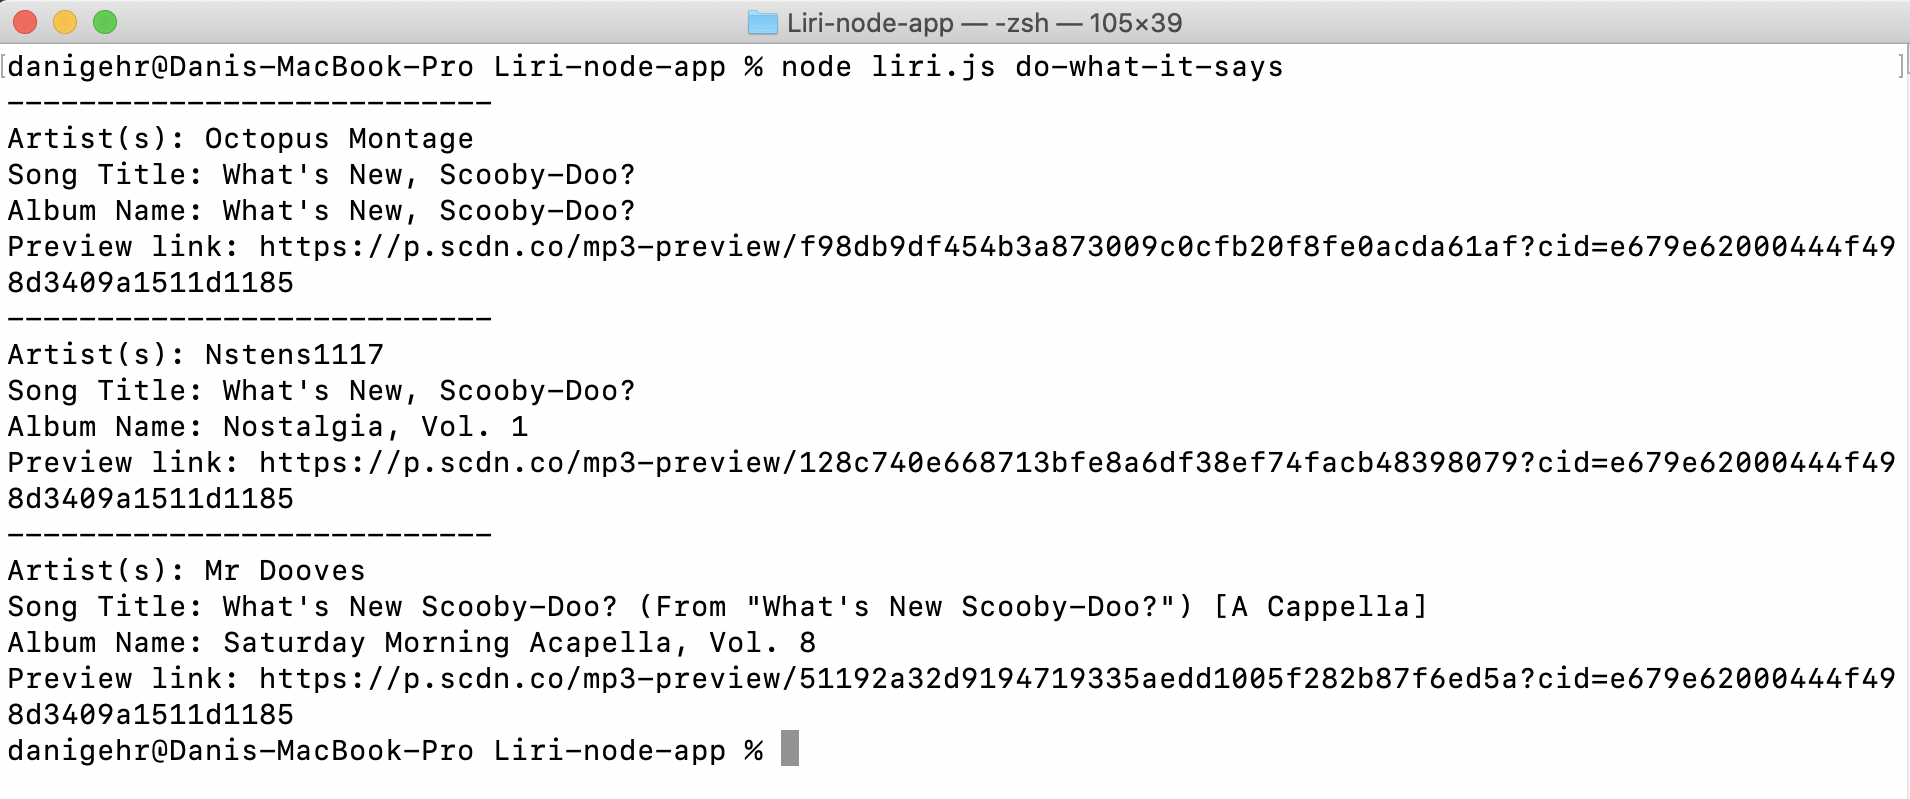 Liri-node-app — -zsh — 105×39
danigehr@Danis-MacBook-Pro Liri-node-app % node liri.js do-what-it-says
---------------------------
Artist(s): Octopus Montage
Song Title: What's New, Scooby-Doo?
Album Name: What's New, Scooby-Doo?
Preview link: https://p.scdn.co/mp3-preview/f98db9df454b3a873009c0cfb20f8fe0acda61af?cid=e679e62000444f49
8d3409a1511d1185
---------------------------
Artist(s): Nstens1117
Song Title: What's New, Scooby-Doo?
Album Name: Nostalgia, Vol. 1
Preview link: https://p.scdn.co/mp3-preview/128c740e668713bfe8a6df38ef74facb48398079?cid=e679e62000444f49
8d3409a1511d1185
---------------------------
Artist(s): Mr Dooves
Song Title: What's New Scooby-Doo? (From "What's New Scooby-Doo?") [A Cappella]
Album Name: Saturday Morning Acapella, Vol. 8
Preview link: https://p.scdn.co/mp3-preview/51192a32d9194719335aedd1005f282b87f6ed5a?cid=e679e62000444f49
8d3409a1511d1185
danigehr@Danis-MacBook-Pro Liri-node-app %